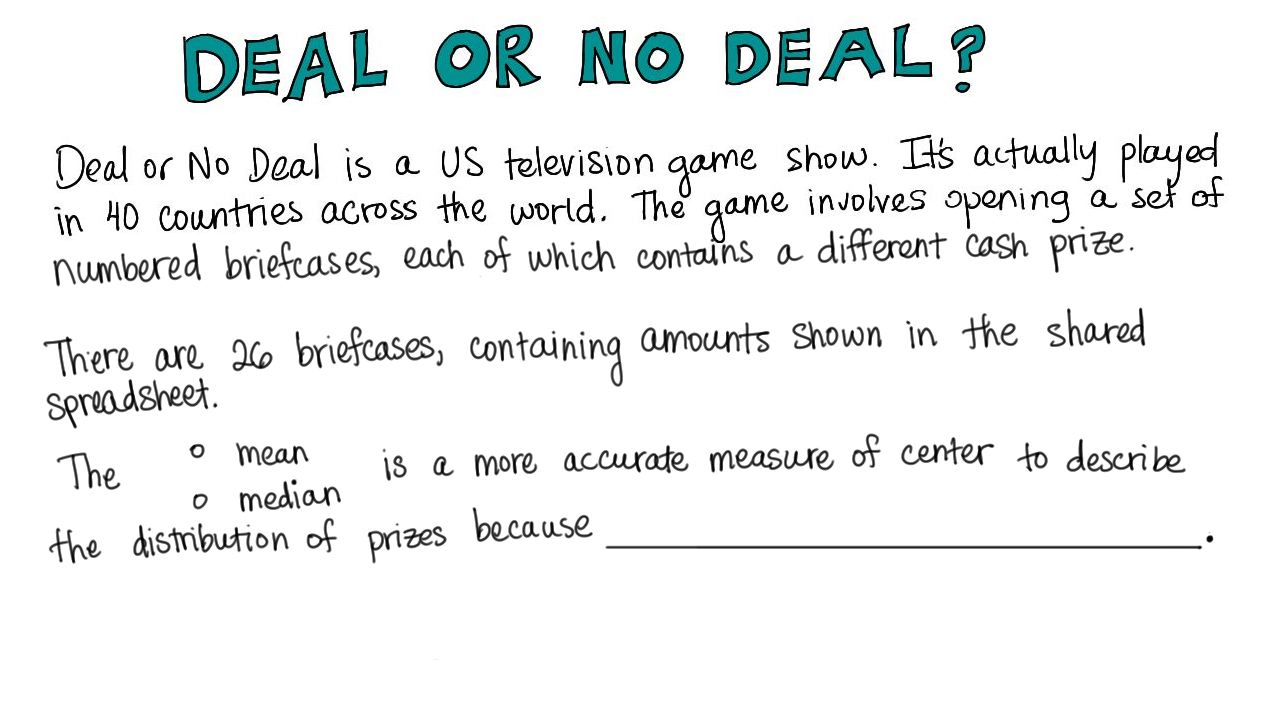 DEAL OR NO DEAL?
Deal or No Deal is a US television game show. It's actually played
in 40 countries across the world. The game involves opening a set of
numbered briefcases, each of which contains a different cash prize.
There are 26 briefcases, containing amounts shown in the shared
spreadsheet.
The
mean
median
is a more accurate measure of center to describe
the distribution of prizes because ____________.